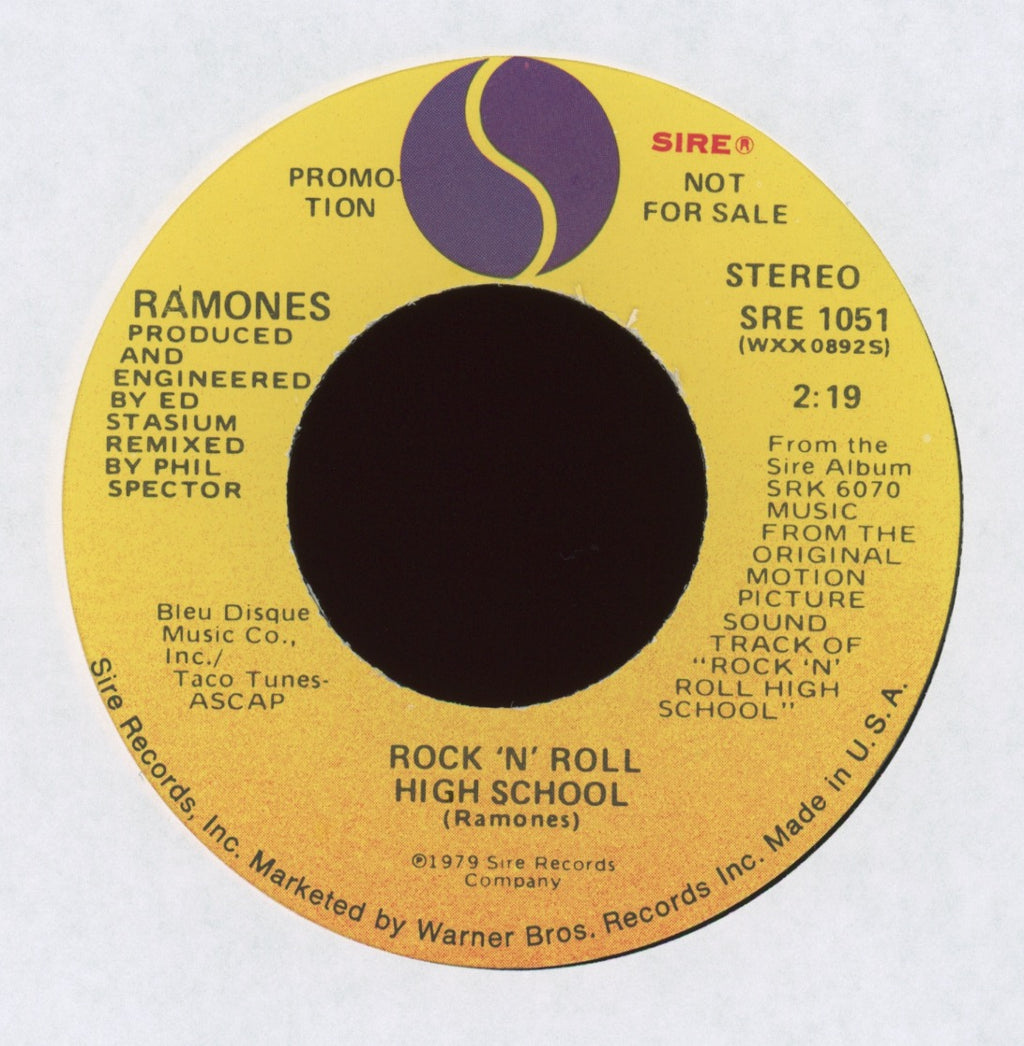 SIRE®
PROMO-
TION
NOT
FOR SALE
STEREO
SRE 1051
(WXX0892S)
2:19
RAMONES
PRODUCED
AND
ENGINEERED
BY ED
STASIUM
REMIXED
BY PHIL
SPECTOR
From the
Sire Album
SRK 6070
MUSIC
FROM THE
ORIGINAL
MOTION
PICTURE
SOUND
TRACK OF
"ROCK 'N'
ROLL HIGH
SCHOOL"
Bleu Disque
Music Co.,
Inc./
Taco Tunes-
ASCAP
ROCK 'N' ROLL
HIGH SCHOOL
(Ramones)
℗1979 Sire Records
Company
Sire Records, Inc. Marketed by Warner Bros. Records Inc. Made in U.S.A.